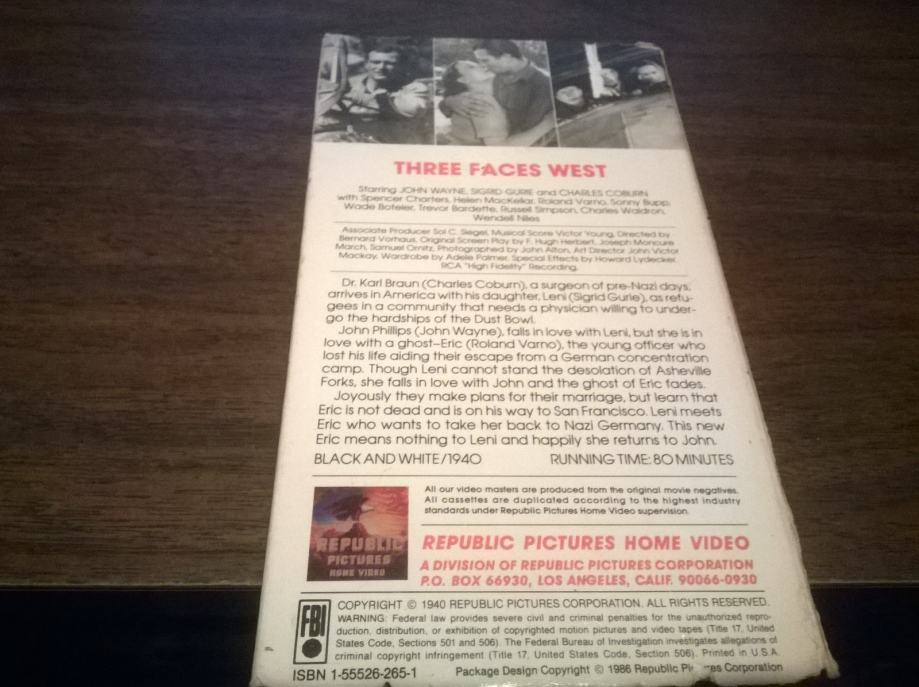 THREE FACES WEST
Starring JOHN WAYNE, SIGRID GURIE and CHARLES COBURN
with Spencer Charters, Helen MacKellar, Roland Varno, Sonny Bupp,
Wade Boteler, Trevor Bardette, Russell Simpson, Charles Waldron,
Wendell Niles
Associate Producer Sol C. Siegel, Musical Score Victor Young, Directed by
Bernard Vorhaus, Original Screen Play by F. Hugh Herbert, Joseph Moncure
March, Samuel Ornitz, Photographed by John Alton, Art Director John Victor
Mackay, Wardrobe by Adele Palmer, Special Effects by Howard Lydecker,
RCA "High Fidelity" Recording.
Dr. Karl Braun (Charles Coburn), a surgeon of pre-Nazi days,
arrives in America with his daughter, Leni (Sigrid Gurie), as refu-
gees in a community that needs a physician willing to under-
go the hardships of the Dust Bowl.
John Phillips (John Wayne), falls in love with Leni, but she is in
love with a ghost—Eric (Roland Varno), the young officer who
lost his life aiding their escape from a German concentration
camp. Though Leni cannot stand the desolation of Asheville
Forks, she falls in love with John and the ghost of Eric fades.
Joyously they make plans for their marriage, but learn that
Eric is not dead and is on his way to San Francisco. Leni meets
Eric who wants to take her back to Nazi Germany. This new
Eric means nothing to Leni and happily she returns to John.
BLACK AND WHITE/1940 RUNNING TIME: 80 MINUTES
All our video masters are produced from the original movie negatives.
All cassettes are duplicated according to the highest industry
standards under Republic Pictures Home Video supervision.
REPUBLIC
PICTURES
HOME VIDEO
REPUBLIC PICTURES HOME VIDEO
A DIVISION OF REPUBLIC PICTURES CORPORATION
P.O. BOX 66930, LOS ANGELES, CALIF. 90066-0930
FBI
COPYRIGHT © 1940 REPUBLIC PICTURES CORPORATION. ALL RIGHTS RESERVED.
WARNING: Federal law provides severe civil and criminal penalties for the unauthorized repro-
duction, distribution, or exhibition of copyrighted motion pictures and video tapes (Title 17, United
States Code, Sections 501 and 506). The Federal Bureau of Investigation investigates allegations of
criminal copyright infringement (Title 17, United States Code, Section 506). Printed in U.S.A.
ISBN 1-55526-265-1 Package Design Copyright © 1986 Republic Corporation